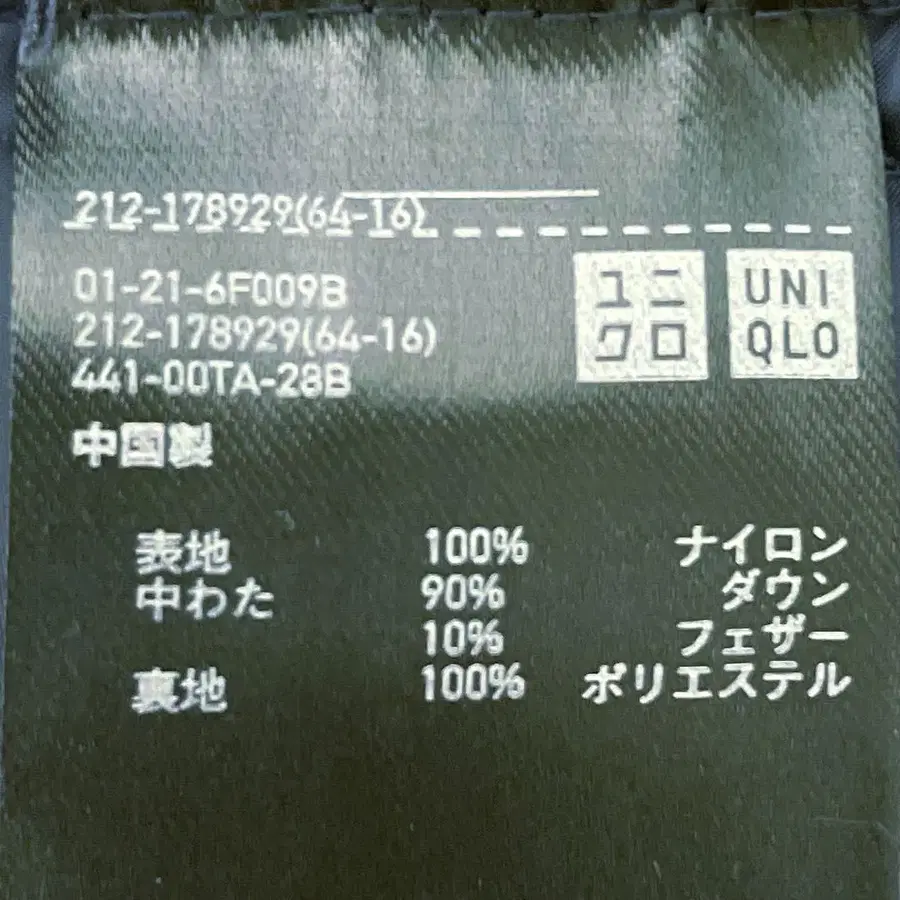 212-178929(64-16)
01-21-6F009B
212-178929(64-16)
441-00TA-28B
ユニ
クロ
UNI
QLO
中国製
表地 100% ナイロン
中わた 90% ダウン
10% フェザー
裏地 100% ポリエステル